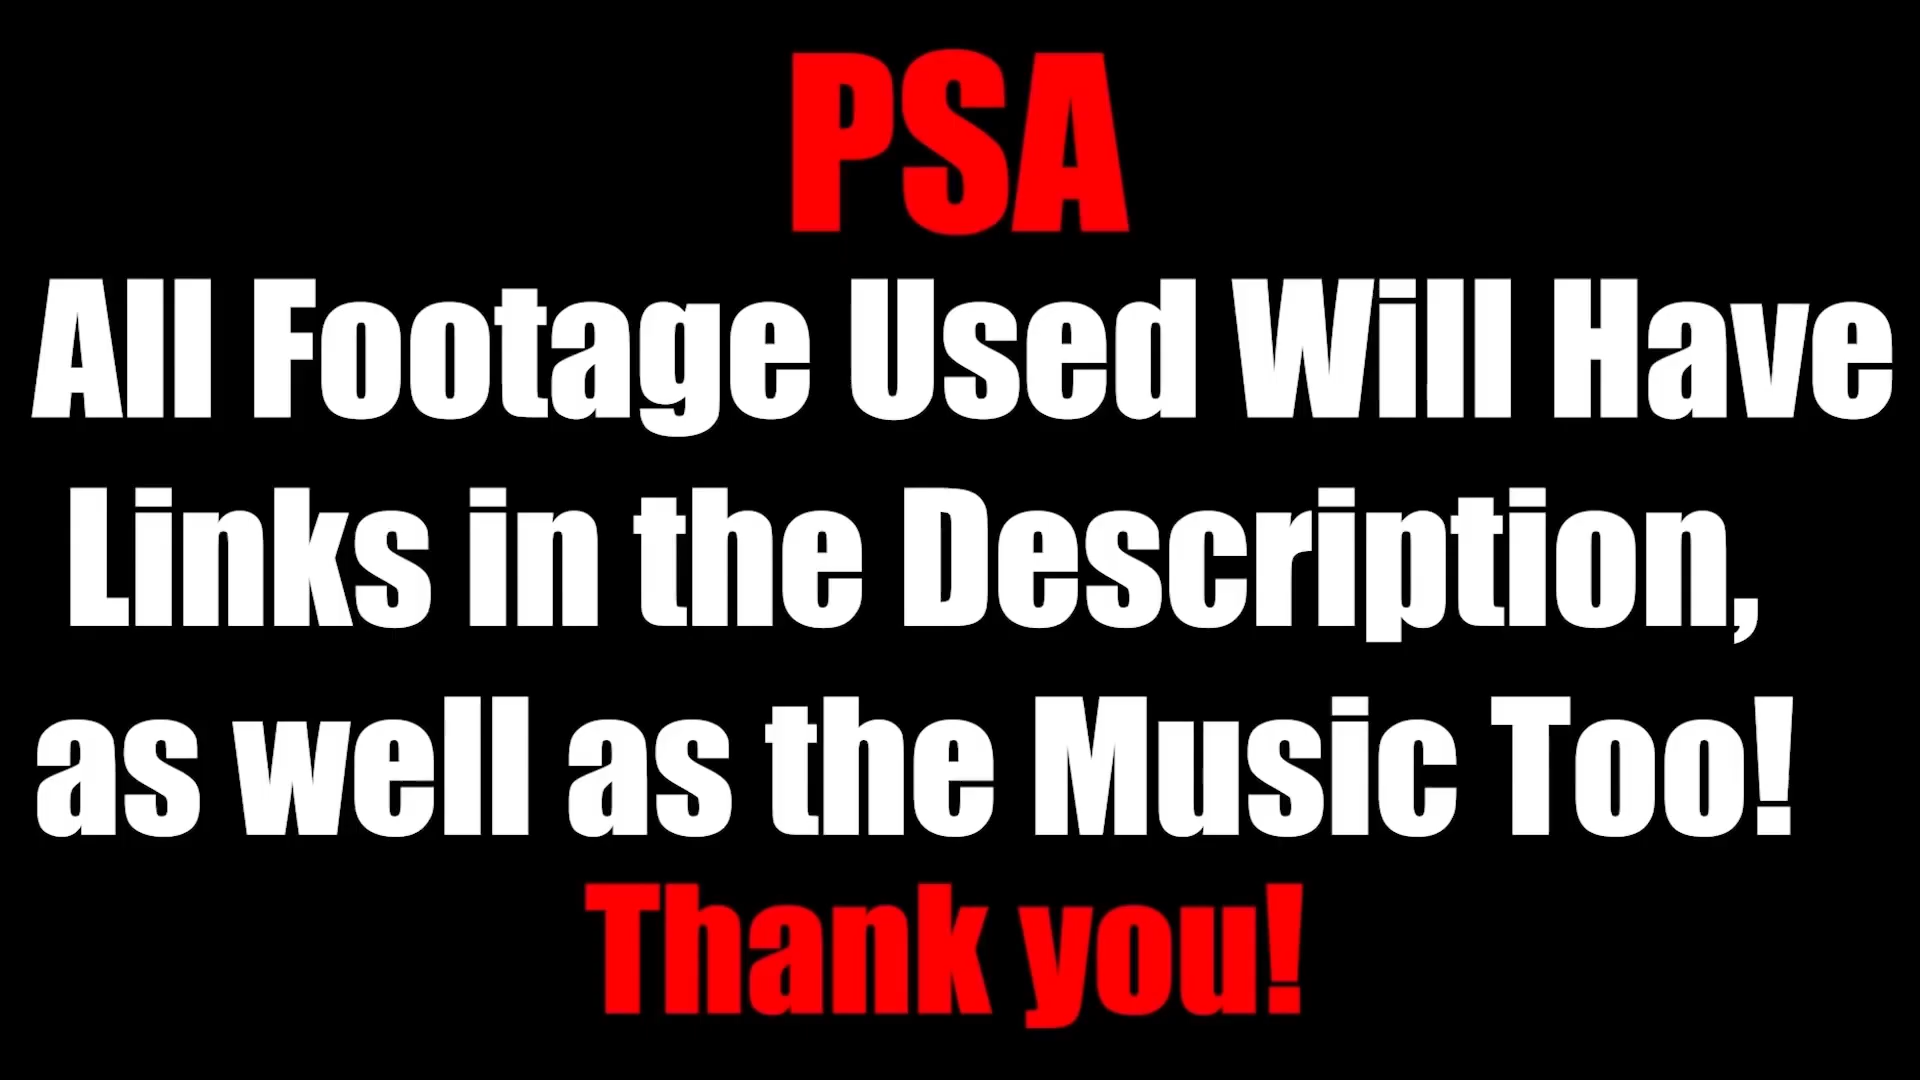 PSA
All Footage Used Will Have
Links in the Description,
as well as the Music Too!
Thank you!